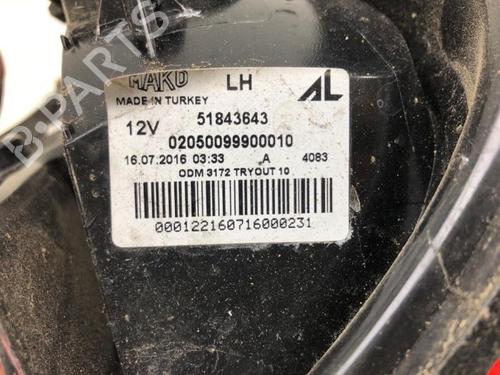 B-PARTS
MAKO LH AL
MADE IN TURKEY
12V 51843643
02050099900010
16.07.2016 03:33 A 4083
ODM 3172 TRYOUT 10
000122160716000231